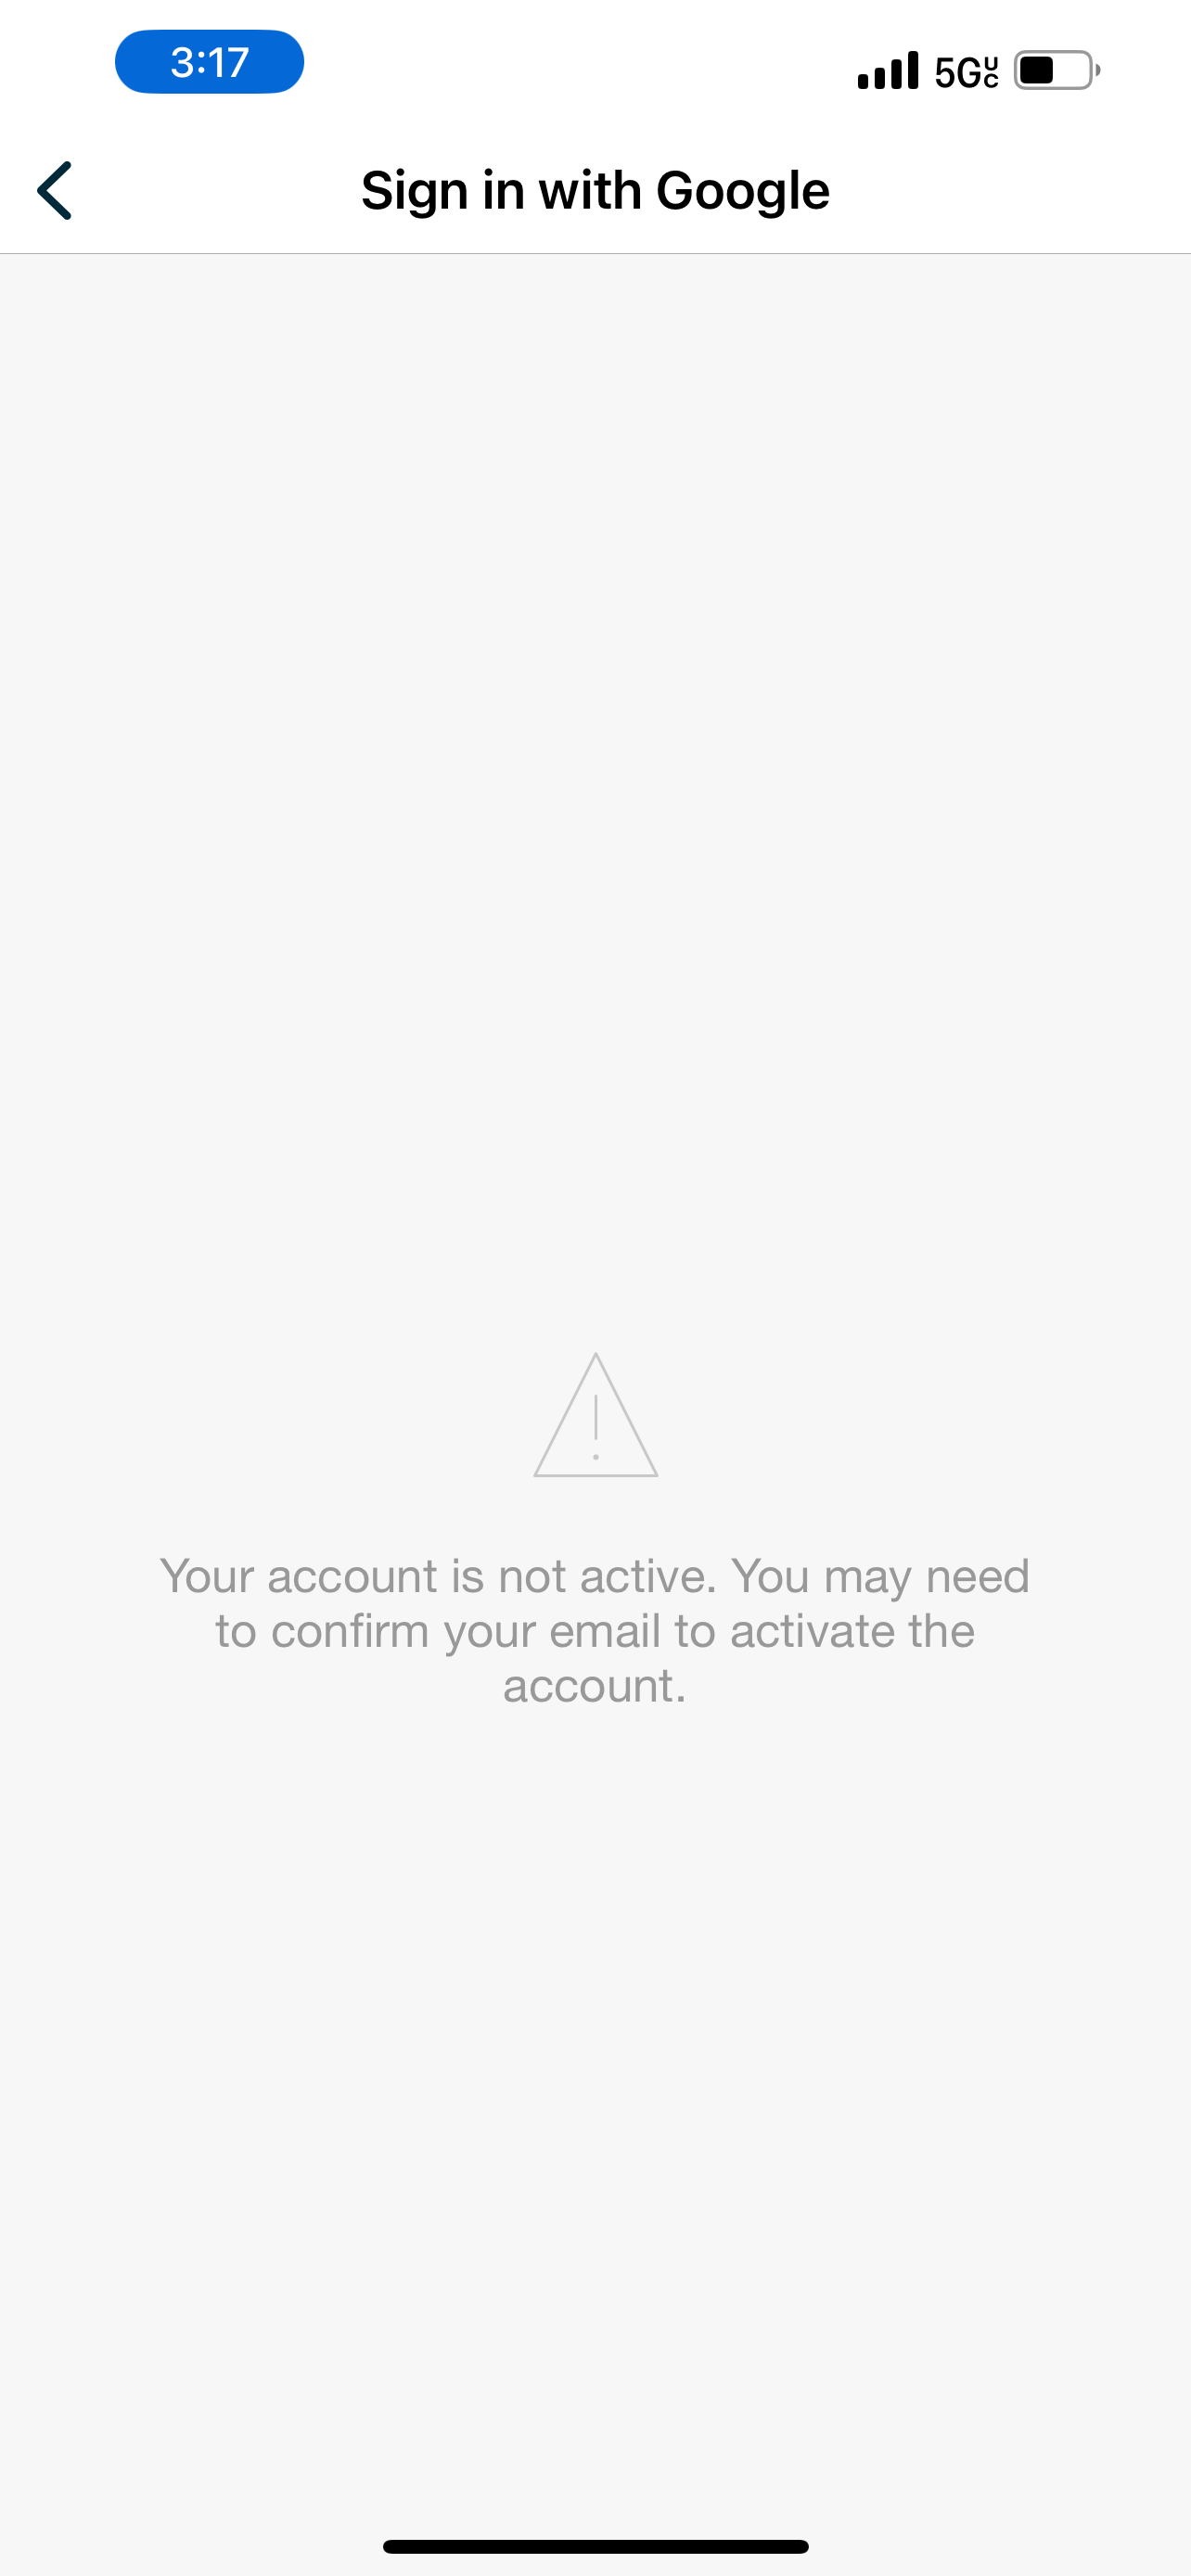 3:17
5G UC
Sign in with Google
Your account is not active. You may need
to confirm your email to activate the
account.